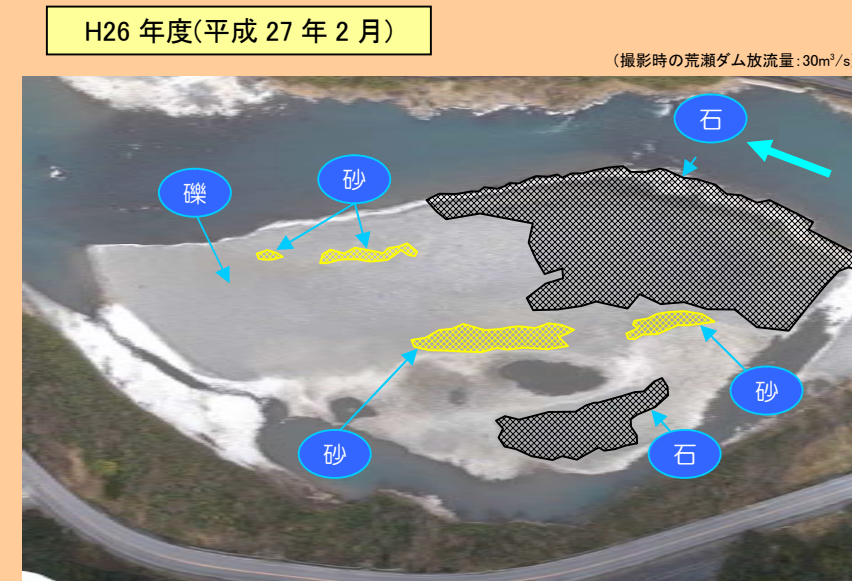 H26 年度(平成 27 年 2 月)
(撮影時の荒瀬ダム放流量:30m³/s)
石
砂
礫
砂
砂
石